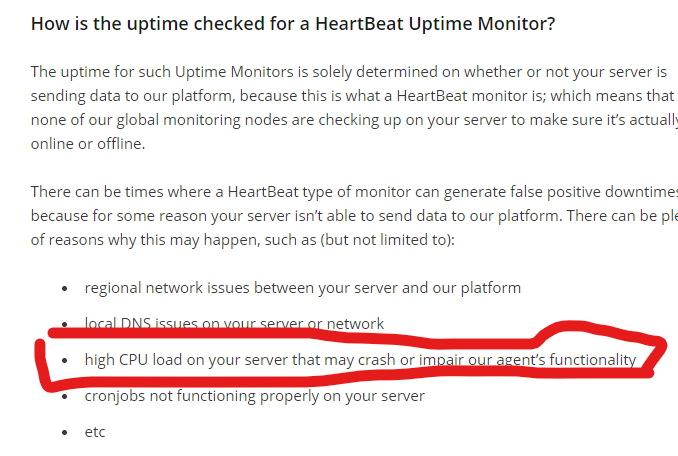 How is the uptime checked for a HeartBeat Uptime Monitor?
The uptime for such Uptime Monitors is solely determined on whether or not your server is
sending data to our platform, because this is what a HeartBeat monitor is; which means that
none of our global monitoring nodes are checking up on your server to make sure it’s actually
online or offline.
There can be times where a HeartBeat type of monitor can generate false positive downtimes
because for some reason your server isn’t able to send data to our platform. There can be
of reasons why this may happen, such as (but not limited to):
• regional network issues between your server and our platform
• local DNS issues on your server or network
• high CPU load on your server that may crash or impair our agent’s functionality
• cronjobs not functioning properly on your server
• etc